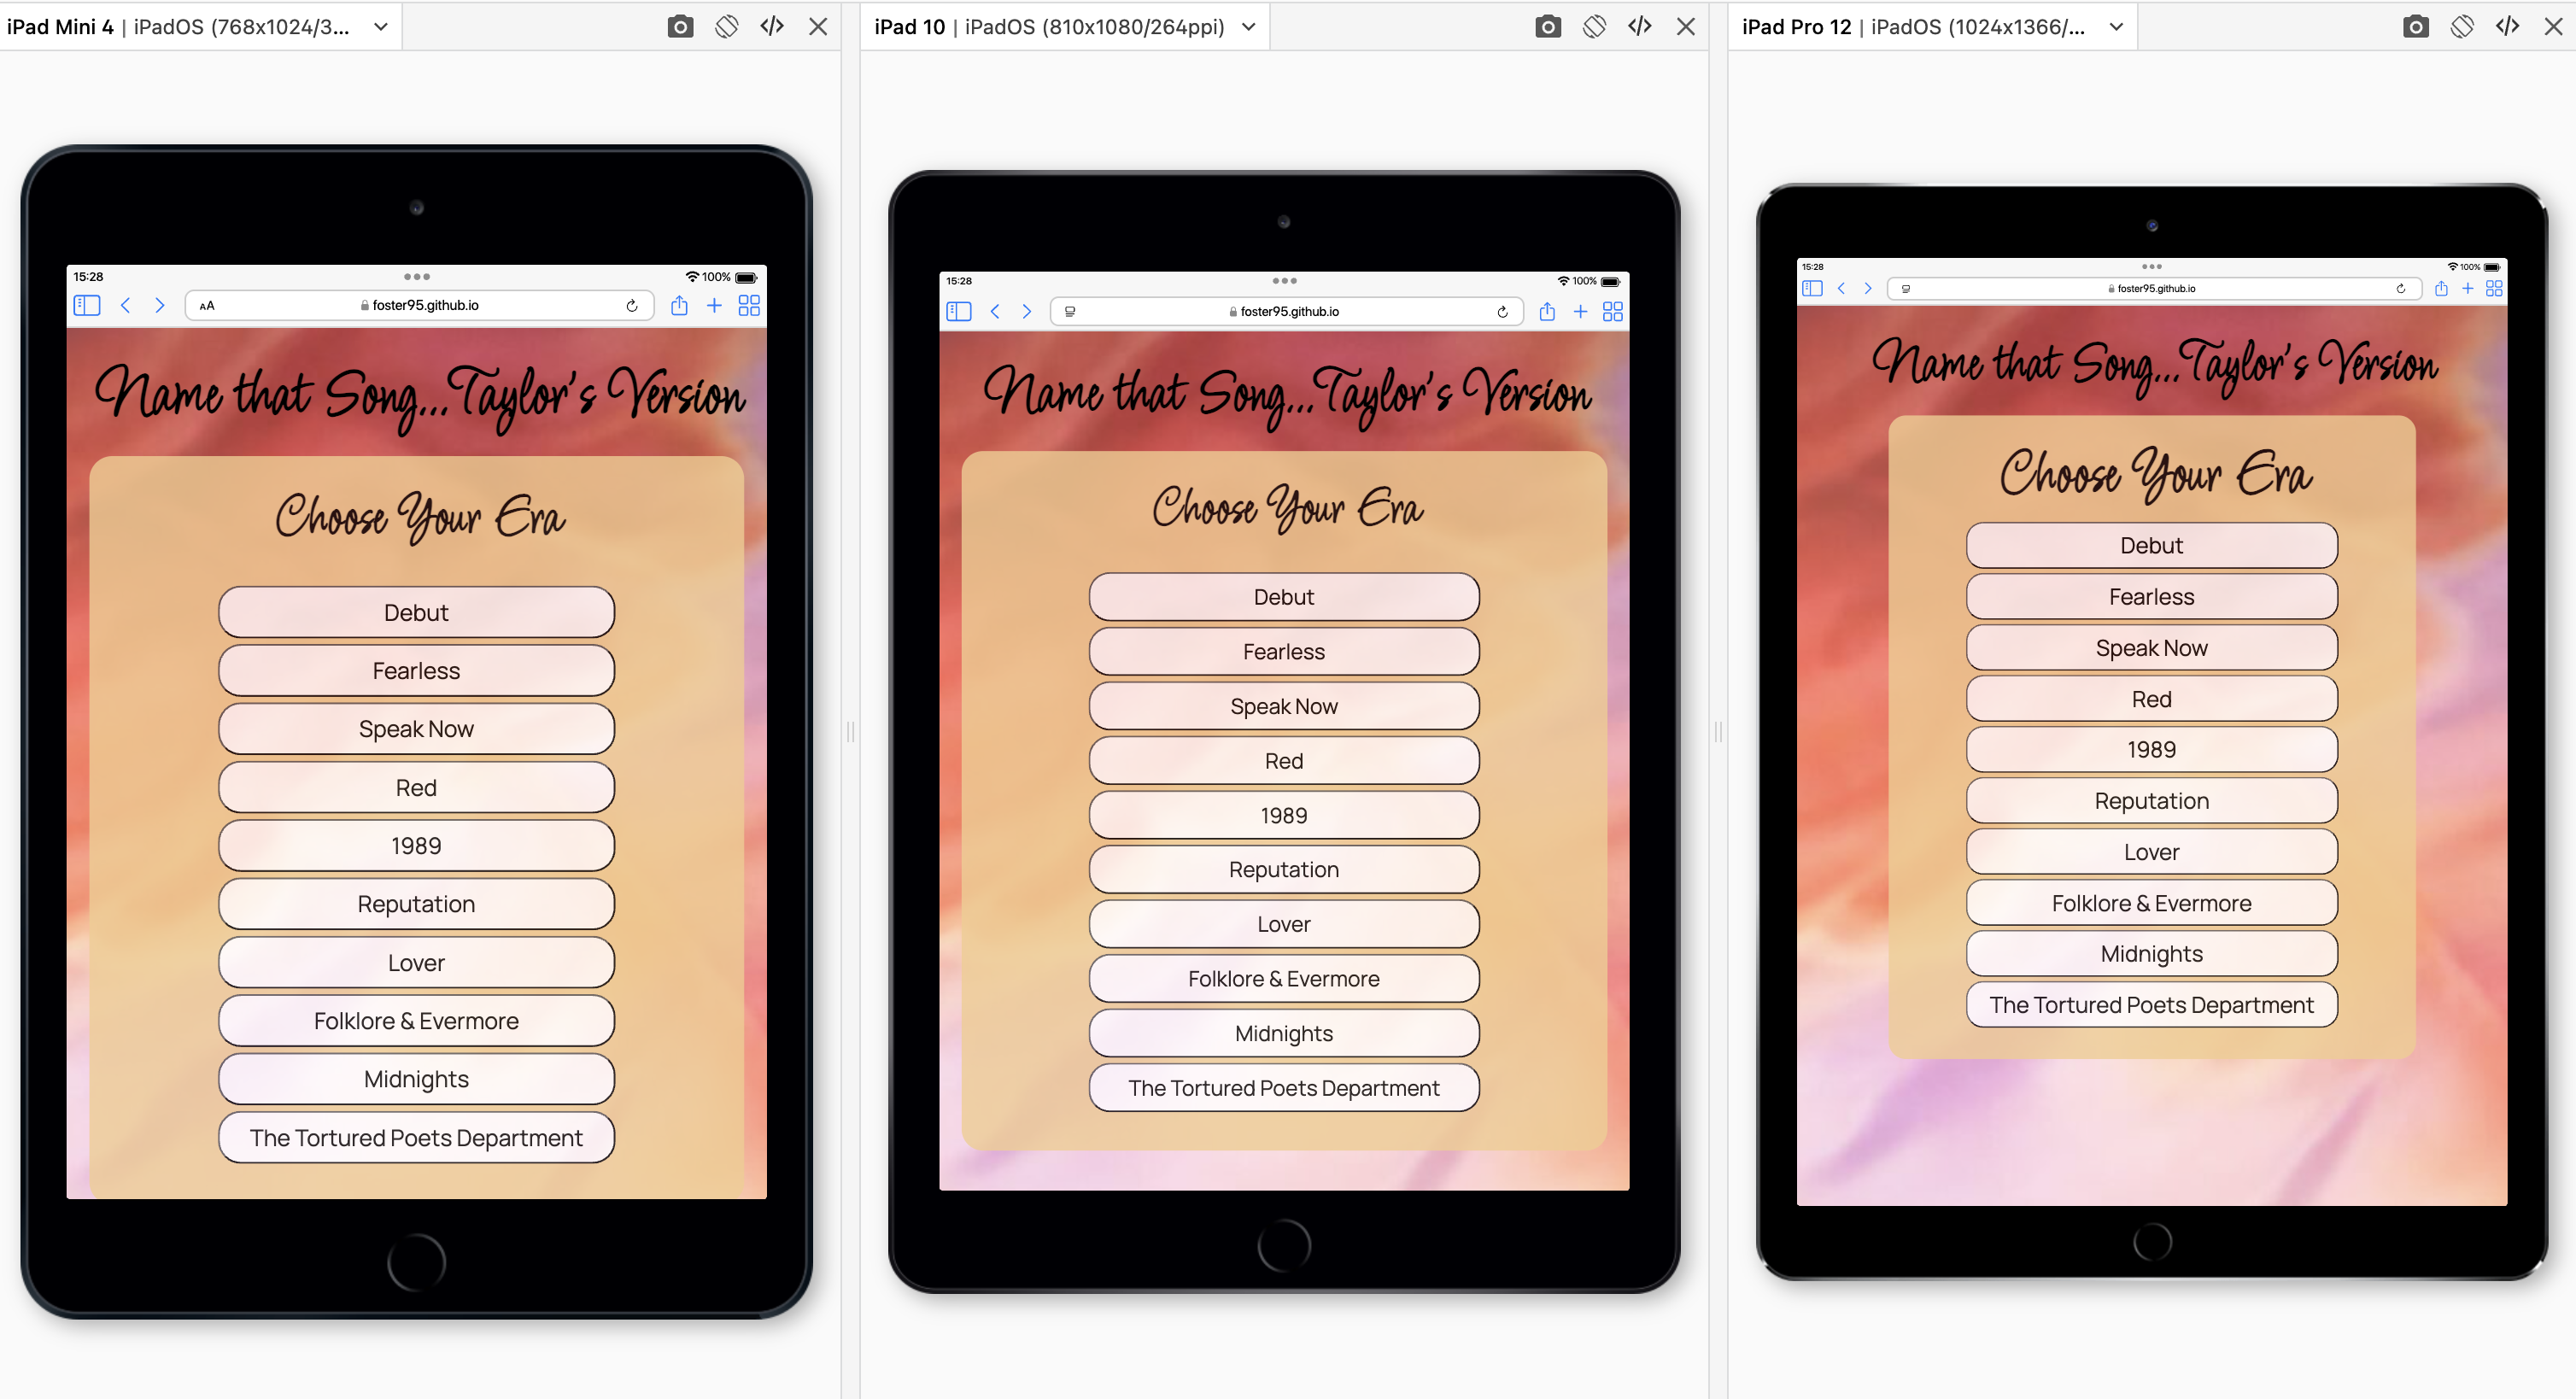 iPad Mini 4 | iPadOS (768x1024/3...
15:28
100%
AA
foster95.github.io
Name that Song...Taylor's Version
Choose Your Era
Debut
Fearless
Speak Now
Red
1989
Reputation
Lover
Folklore & Evermore
Midnights
The Tortured Poets Department
iPad 10 | iPadOS (810x1080/264ppi)
15:28
100%
foster95.github.io
Name that Song...Taylor's Version
Choose Your Era
Debut
Fearless
Speak Now
Red
1989
Reputation
Lover
Folklore & Evermore
Midnights
The Tortured Poets Department
iPad Pro 12 | iPadOS (1024x1366/...
15:28
100%
foster95.github.io
Name that Song...Taylor's Version
Choose Your Era
Debut
Fearless
Speak Now
Red
1989
Reputation
Lover
Folklore & Evermore
Midnights
The Tortured Poets Department